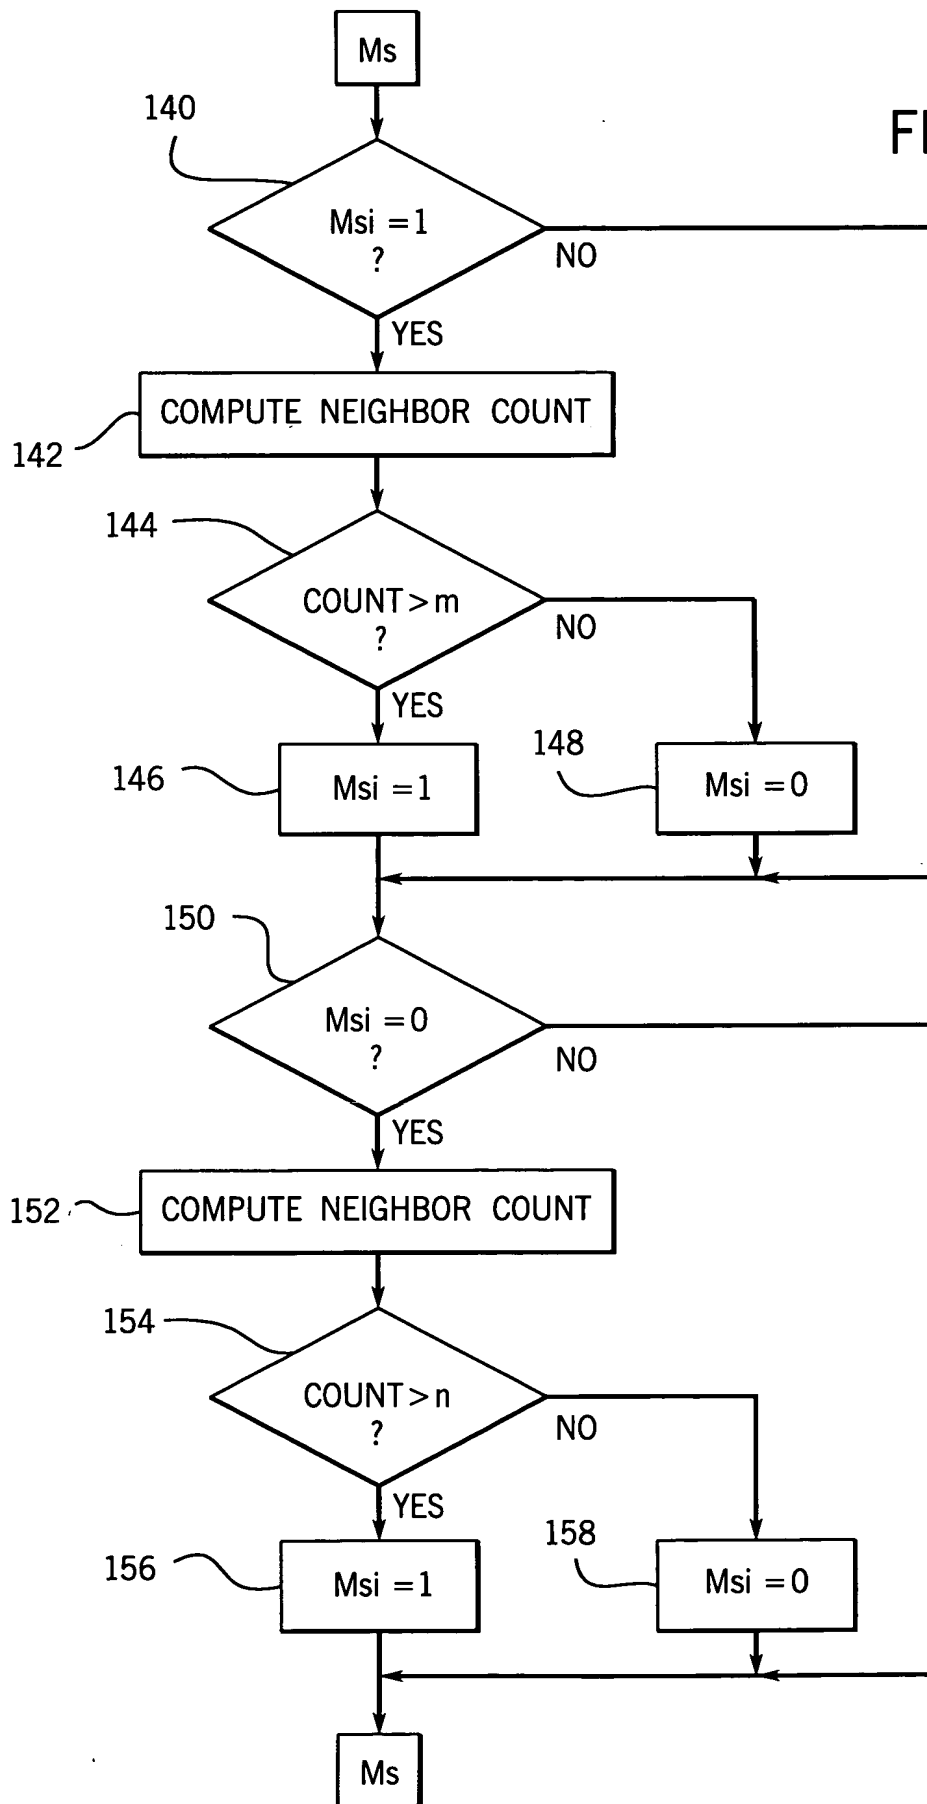 Ms
140
FI
Msi = 1
?
NO
YES
COMPUTE NEIGHBOR COUNT
142
144
COUNT > m
?
NO
YES
146
Msi = 1
148
Msi = 0
150
Msi = 0
?
NO
YES
152
COMPUTE NEIGHBOR COUNT
154
COUNT > n
?
NO
YES
156
Msi = 1
158
Msi = 0
Ms